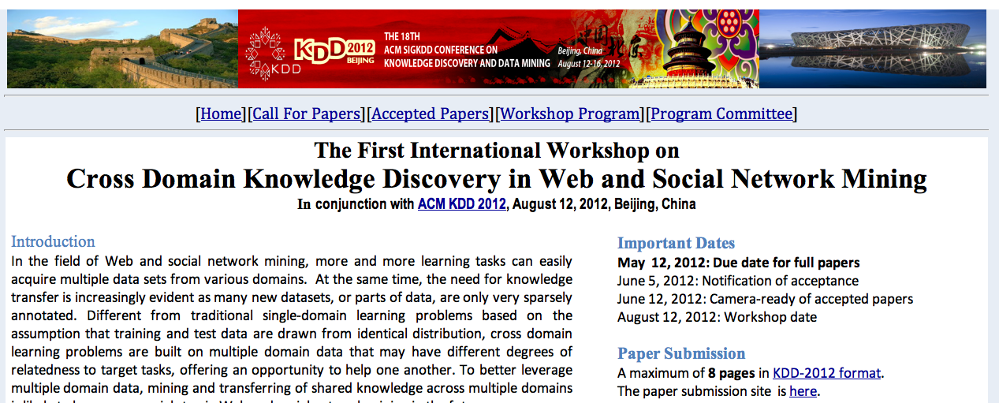 KDD
KDD 2012
BEIJING
THE 18TH
ACM SIGKDD CONFERENCE ON
KNOWLEDGE DISCOVERY AND DATA MINING
Beijing, China
August 12-16, 2012
[Home][Call For Papers][Accepted Papers][Workshop Program][Program Committee]
The First International Workshop on
Cross Domain Knowledge Discovery in Web and Social Network Mining
In conjunction with ACM KDD 2012, August 12, 2012, Beijing, China
Introduction
In the field of Web and social network mining, more and more learning tasks can easily
acquire multiple data sets from various domains. At the same time, the need for knowledge
transfer is increasingly evident as many new datasets, or parts of data, are only very sparsely
annotated. Different from traditional single-domain learning problems based on the
assumption that training and test data are drawn from identical distribution, cross domain
learning problems are built on multiple domain data that may have different degrees of
relatedness to target tasks, offering an opportunity to help one another. To better leverage
multiple domain data, mining and transferring of shared knowledge across multiple domains
Important Dates
May 12, 2012: Due date for full papers
June 5, 2012: Notification of acceptance
June 12, 2012: Camera-ready of accepted papers
August 12, 2012: Workshop date
Paper Submission
A maximum of 8 pages in KDD-2012 format.
The paper submission site is here.